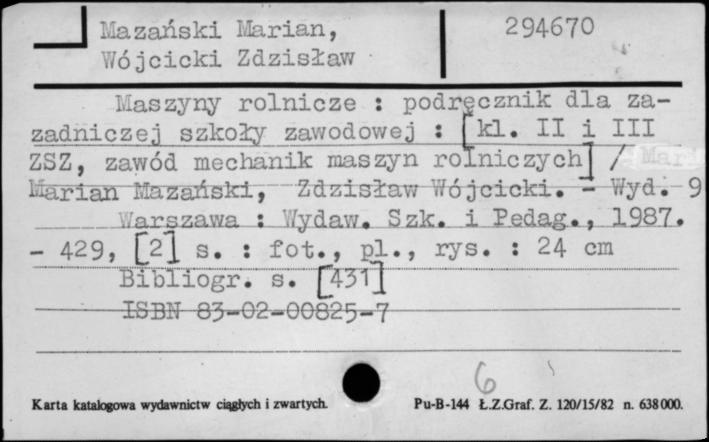 Mazański Marian,
294670
Wójcicki Zdzisław
Maszyny rolnicze : podręcznik dla za-
zadniczej szkoły zawodowej : [kl. II i III
ZSZ, zawód mechanik maszyn rolniczych] /
Marian Mazański, Zdzisław Wójcicki. - Wyd. 9
Warszawa : Wydaw. Szk. i Pedag., 1987.
- 429, [2] s. : fot., pl., rys. : 24 cm
Bibliogr. s. [431]
ISBN 83-02-00825-7
6
Karta katalogowa wydawnictw ciągłych i zwartych.
Pu-B-144 Ł.Z.Graf. Z. 120/15/82 n. 638000.